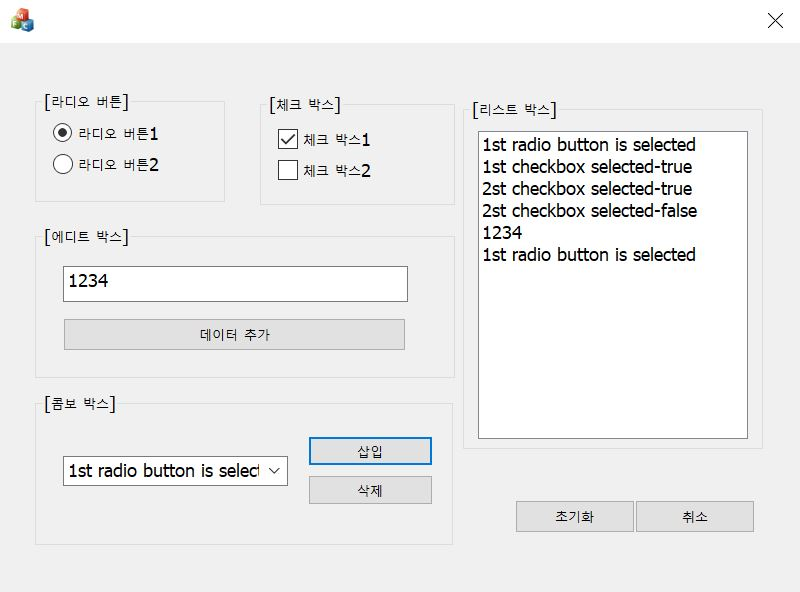 [라디오 버튼]
라디오 버튼1
라디오 버튼2
[체크 박스]
체크 박스1
체크 박스2
[에디트 박스]
1234
데이터 추가
[콤보 박스]
1st radio button is select
삽입
삭제
[리스트 박스]
1st radio button is selected
1st checkbox selected-true
2st checkbox selected-true
2st checkbox selected-false
1234
1st radio button is selected
초기화
취소